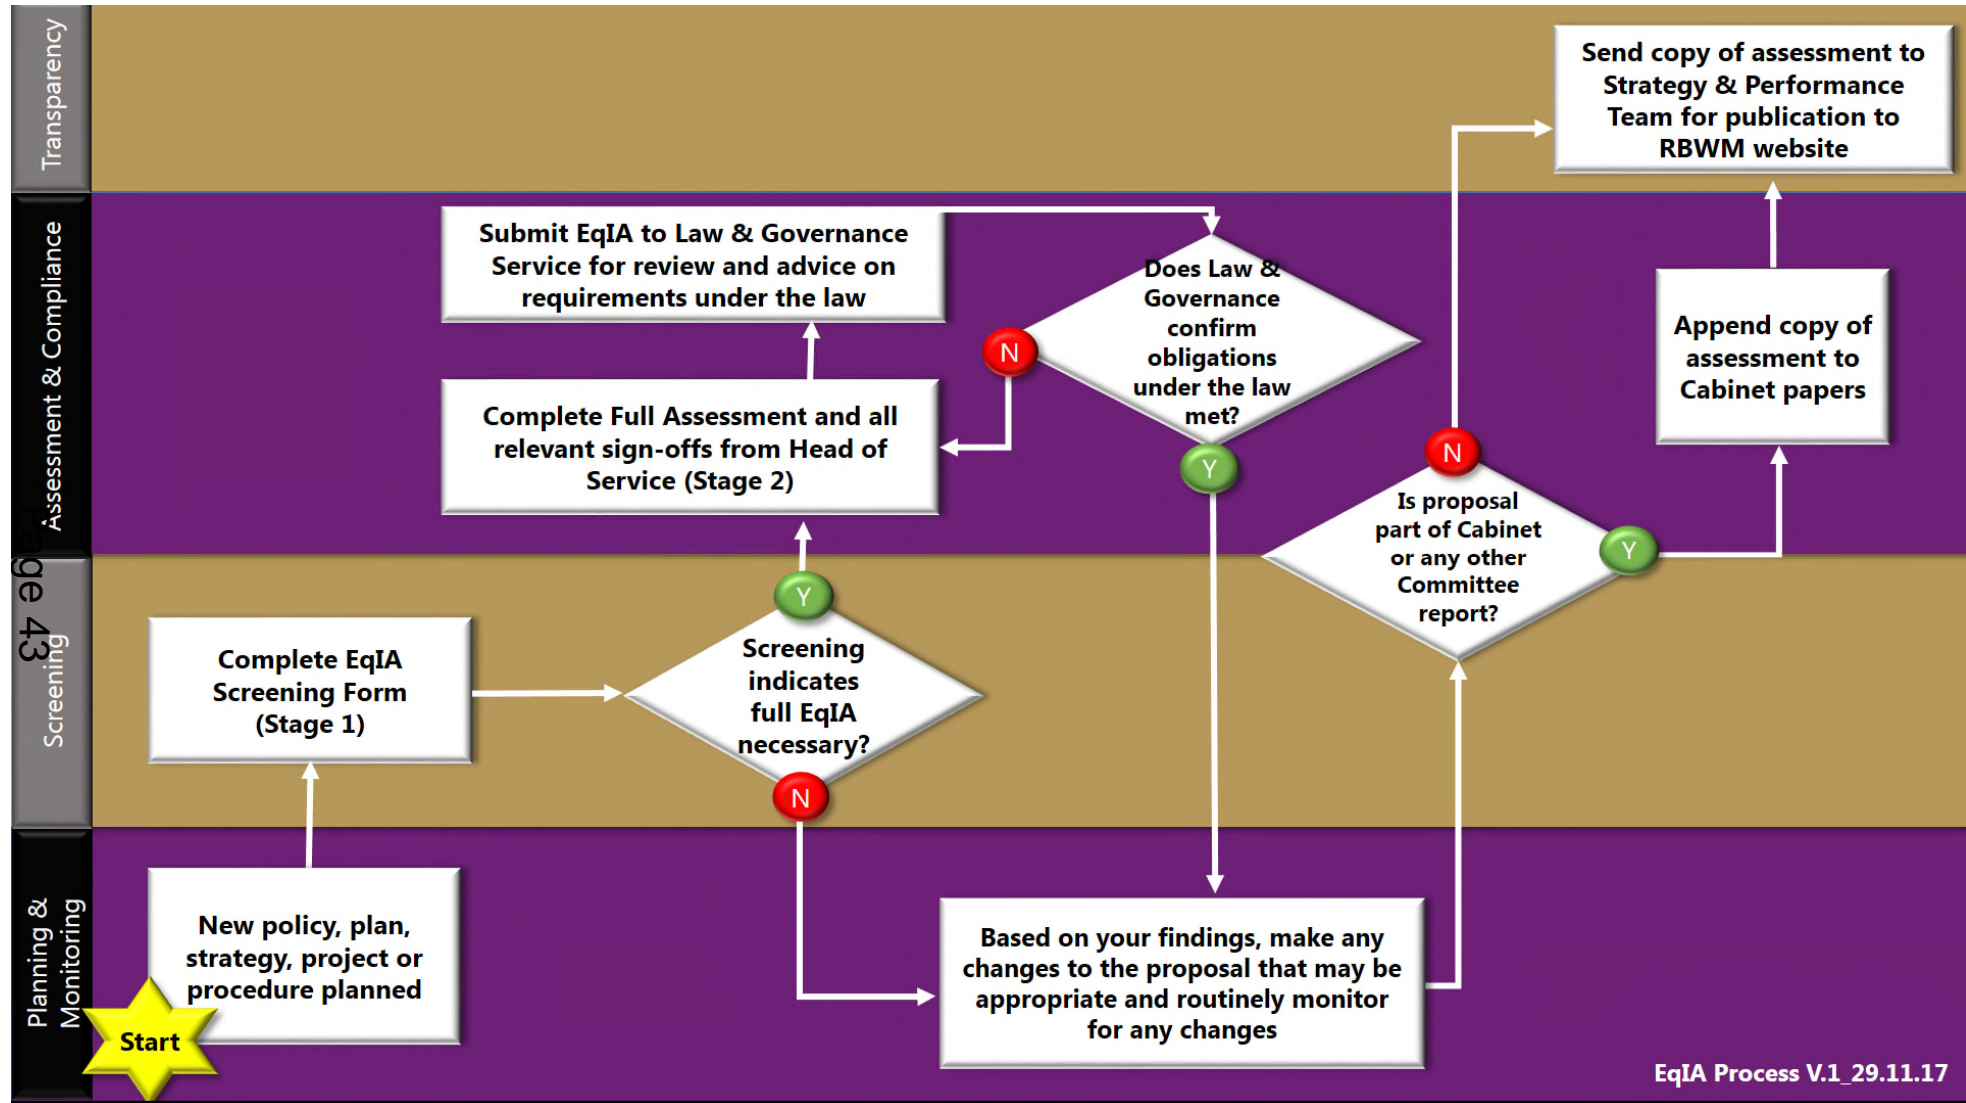 Transparency
Send copy of assessment to
Strategy & Performance
Team for publication to
RBWM website
Assessment & Compliance
Submit EqIA to Law & Governance
Service for review and advice on
requirements under the law
Does Law &
Governance
confirm
obligations
under the law
met?
N
Y
Complete Full Assessment and all
relevant sign-offs from Head of
Service (Stage 2)
Append copy of
assessment to
Cabinet papers
N
Is proposal
part of Cabinet
or any other
Committee
report?
Y
Page 43
Screening
Complete EqIA
Screening Form
(Stage 1)
Y
Screening
indicates
full EqIA
necessary?
N
Planning &
Monitoring
New policy, plan,
strategy, project or
procedure planned
Start
Based on your findings, make any
changes to the proposal that may be
appropriate and routinely monitor
for any changes
EqIA Process V.1_29.11.17